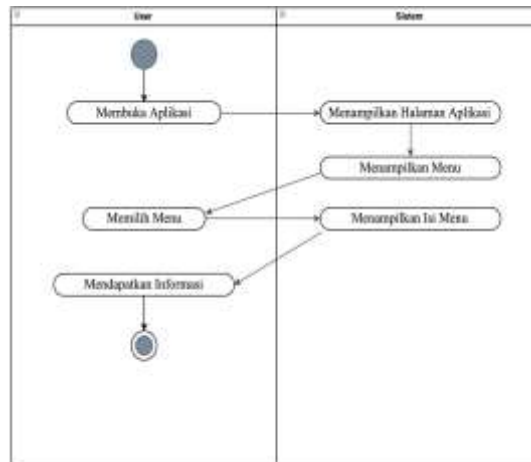 User
Sistem
Membuka Aplikasi
Menampilkan Halaman Aplikasi
Menampilkan Menu
Memilih Menu
Menampilkan Isi Menu
Mendapatkan Informasi